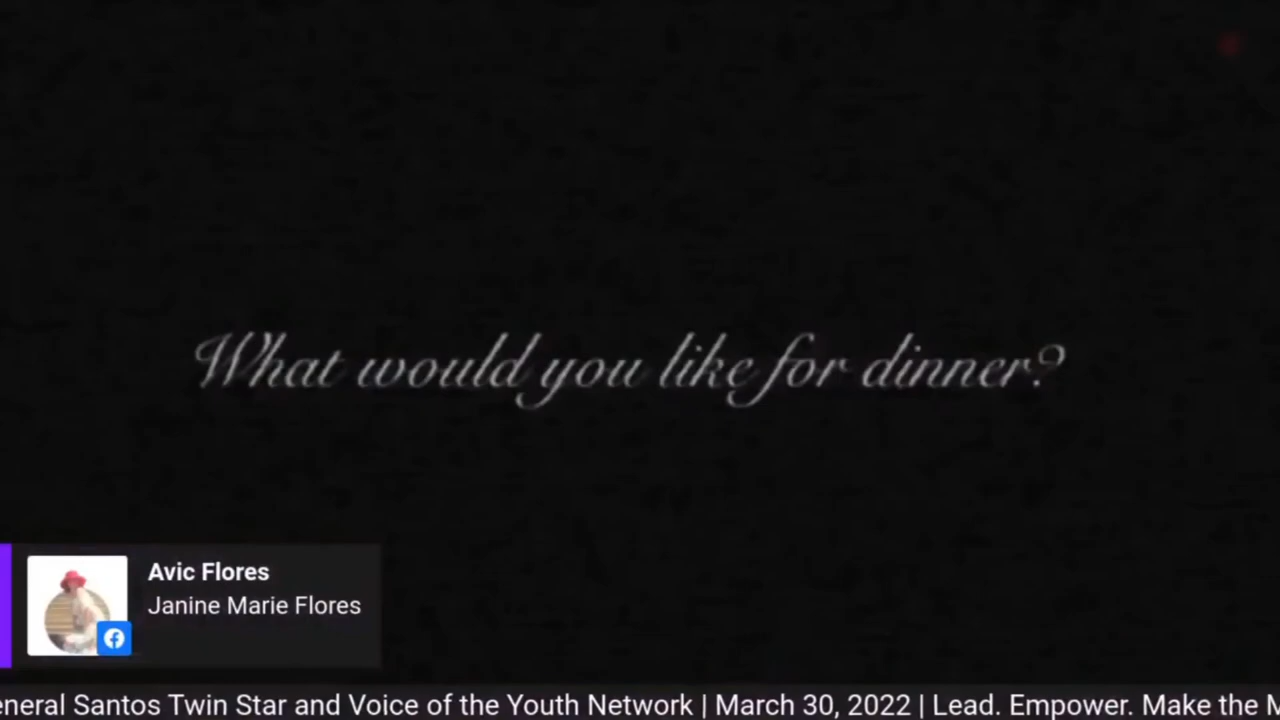 What would you like for dinner?
Avic Flores
Janine Marie Flores
eneral Santos Twin Star and Voice of the Youth Network | March 30, 2022 | Lead. Empower. Make the M